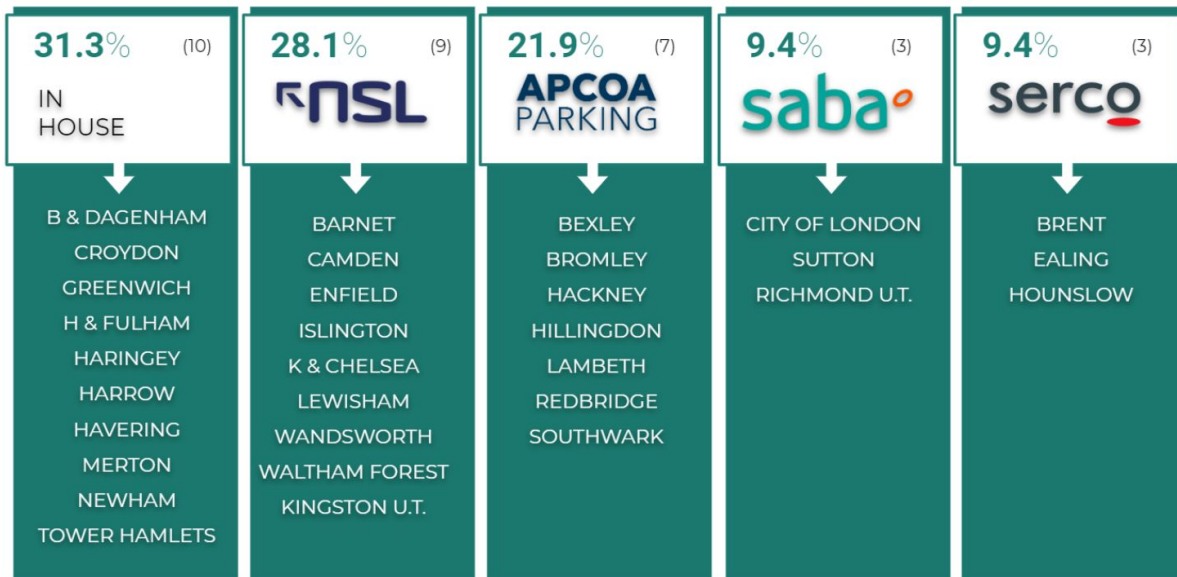 31.3% (10)
IN
HOUSE
B & DAGENHAM
CROYDON
GREENWICH
H & FULHAM
HARINGEY
HARROW
HAVERING
MERTON
NEWHAM
TOWER HAMLETS
28.1% (9)
NSL
BARNET
CAMDEN
ENFIELD
ISLINGTON
K & CHELSEA
LEWISHAM
WANDSWORTH
WALTHAM FOREST
KINGSTON U.T.
21.9% (7)
APCOA
PARKING
BEXLEY
BROMLEY
HACKNEY
HILLINGDON
LAMBETH
REDBRIDGE
SOUTHWARK
9.4% (3)
saba
CITY OF LONDON
SUTTON
RICHMOND U.T.
9.4% (3)
serco
BRENT
EALING
HOUNSLOW